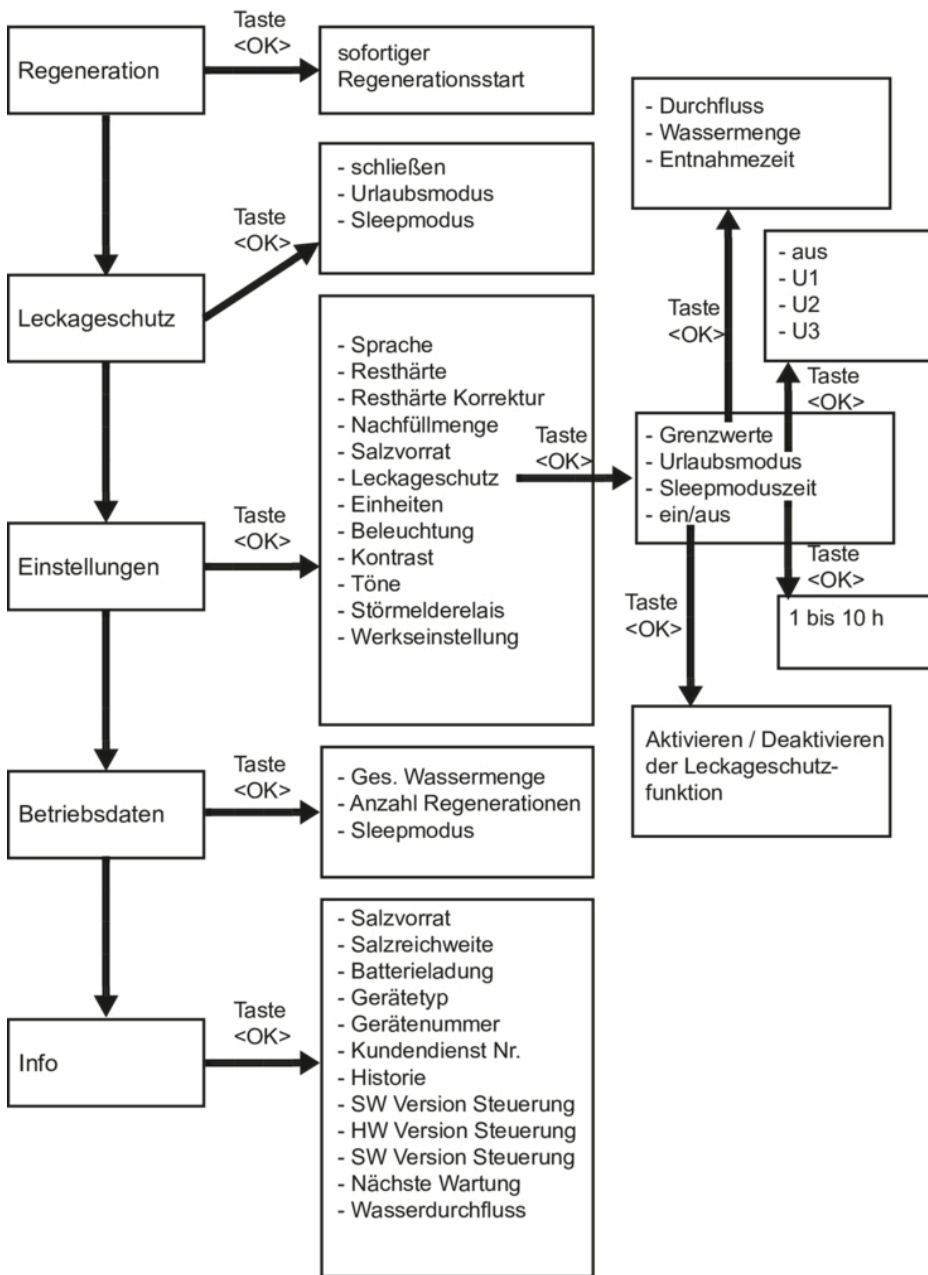 Regeneration
Taste
<OK>
sofortiger
Regenerationsstart
Leckageschutz
Taste
<OK>
- schließen
- Urlaubsmodus
- Sleepmodus
Einstellungen
Taste
<OK>
- Sprache
- Resthärte
- Resthärte Korrektur
- Nachfüllmenge
- Salzvorrat
- Leckageschutz
- Einheiten
- Beleuchtung
- Kontrast
- Töne
- Störmelderelais
- Werkseinstellung
Taste
<OK>
- Grenzwerte
- Urlaubsmodus
- Sleepmoduszeit
- ein/aus
Taste
<OK>
- Durchfluss
- Wassermenge
- Entnahmezeit
Taste
<OK>
- aus
- U1
- U2
- U3
Taste
<OK>
1 bis 10 h
Taste
<OK>
Aktivieren / Deaktivieren
der Leckageschutz-
funktion
Betriebsdaten
Taste
<OK>
- Ges. Wassermenge
- Anzahl Regenerationen
- Sleepmodus
Info
Taste
<OK>
- Salzvorrat
- Salzreichweite
- Batterieladung
- Gerätetyp
- Gerätenummer
- Kundendienst Nr.
- Historie
- SW Version Steuerung
- HW Version Steuerung
- SW Version Steuerung
- Nächste Wartung
- Wasserdurchfluss